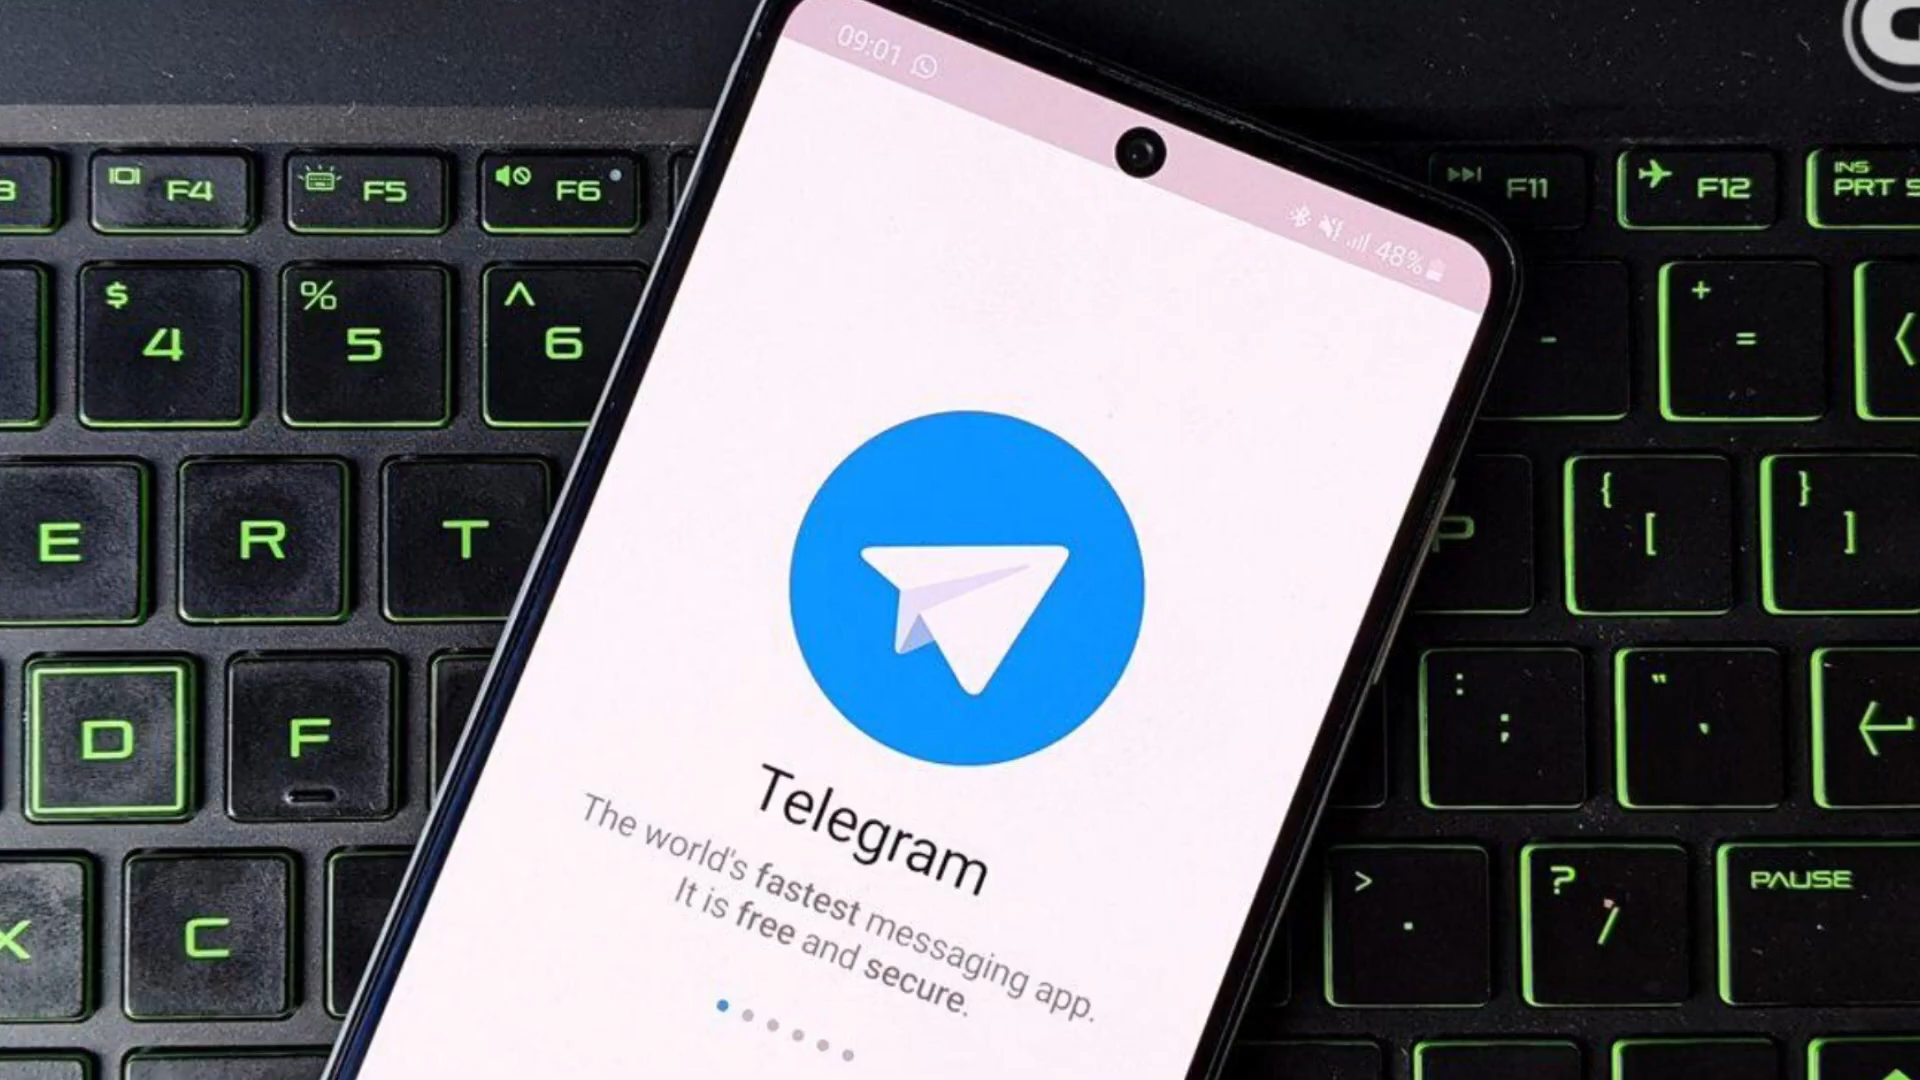 09:01
48%
F4
F5
F6
F11
F12
INS
PRT S
$
4
%
5
^
6
-
+
=
E
R
T
P
{
[
}
]
D
F
:
;
"
'
X
C
>
.
?
/
PAUSE
Telegram
The world's fastest messaging app.
It is free and secure.